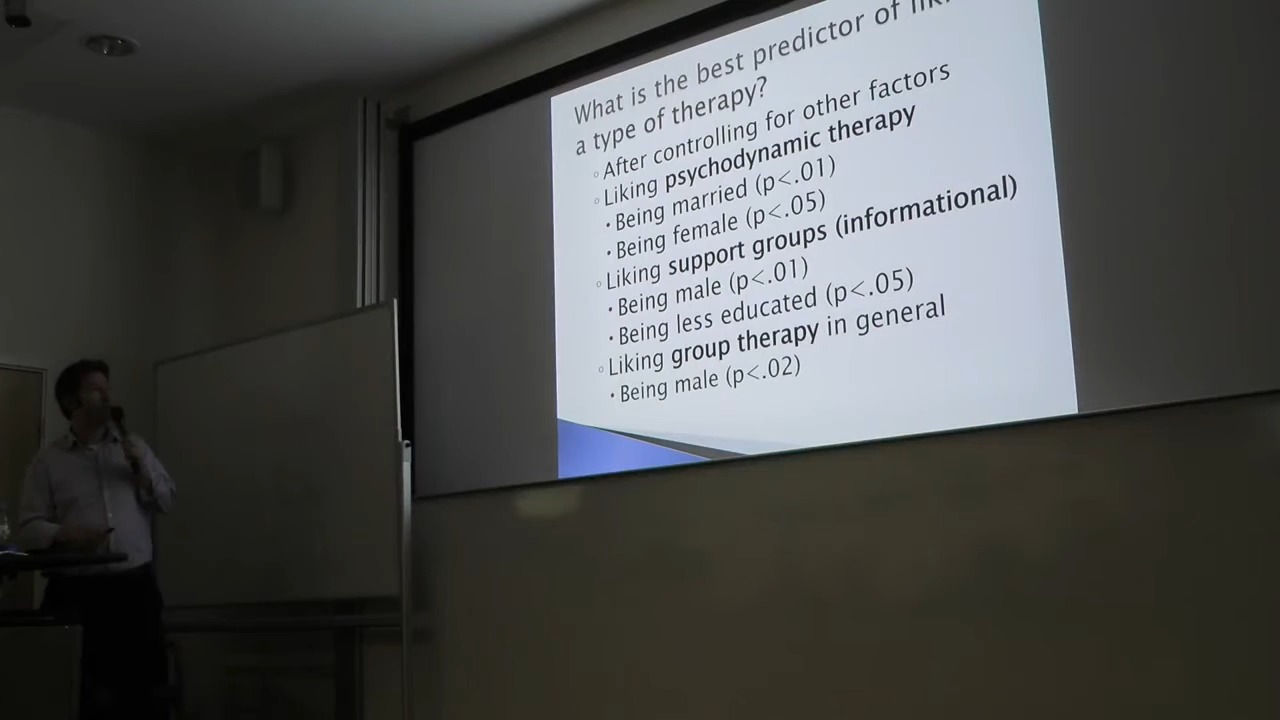 What is the best predictor of
a type of therapy?
◦ After controlling for other factors
◦ Liking psychodynamic therapy
• Being married (p<.01)
• Being female (p<.05)
◦ Liking support groups (informational)
• Being male (p<.01)
• Being less educated (p<.05)
◦ Liking group therapy in general
• Being male (p<.02)